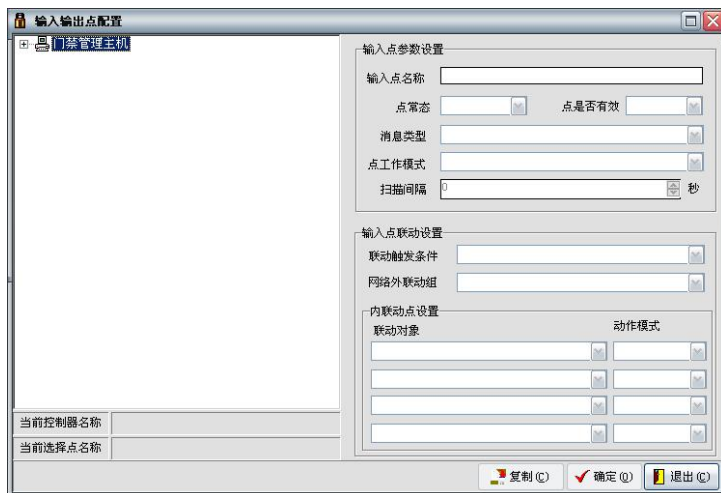 输入输出点配置
门禁管理主机
输入点参数设置
输入点名称
点常态 点是否有效
消息类型
点工作模式
扫描间隔 0 秒
输入点联动设置
联动触发条件
网络外联动组
内联动点设置
联动对象 动作模式
当前控制器名称
当前选择点名称
复制(C) 确定(O) 退出(C)